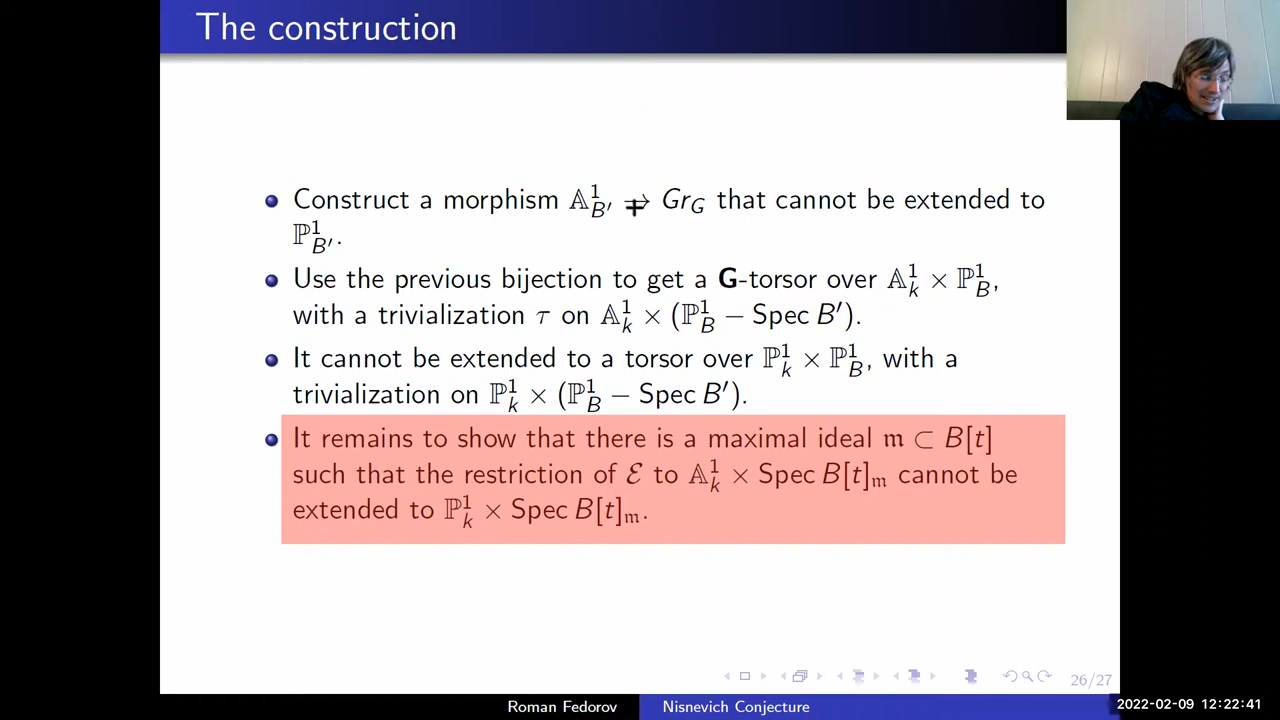 The construction
Construct a morphism 𝔸¹_{B′} → Gr_G that cannot be extended to
ℙ¹_{B′}.
Use the previous bijection to get a G-torsor over 𝔸¹_k × ℙ¹_B,
with a trivialization τ on 𝔸¹_k × (ℙ¹_B − Spec B′).
It cannot be extended to a torsor over ℙ¹_k × ℙ¹_B, with a
trivialization on ℙ¹_k × (ℙ¹_B − Spec B′).
It remains to show that there is a maximal ideal 𝔪 ⊂ B[t]
such that the restriction of ℰ to 𝔸¹_k × Spec B[t]_𝔪 cannot be
extended to ℙ¹_k × Spec B[t]_𝔪.
26/27
Roman Fedorov
Nisnevich Conjecture
2022-02-09 12:22:41